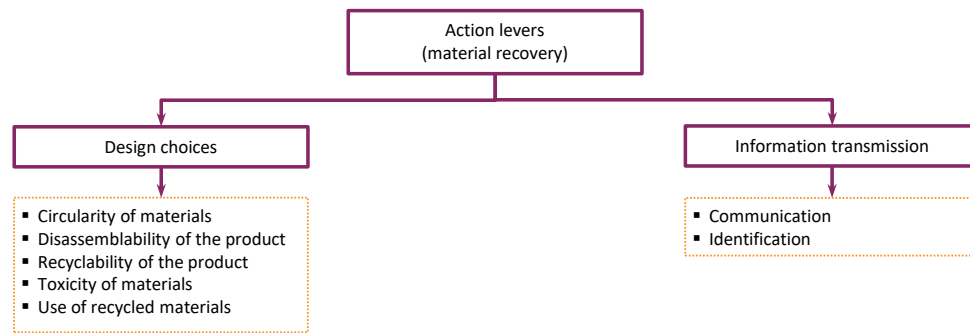 Action levers
(material recovery)
Design choices
Information transmission
▪ Circularity of materials
▪ Disassemblability of the product
▪ Recyclability of the product
▪ Toxicity of materials
▪ Use of recycled materials
▪ Communication
▪ Identification